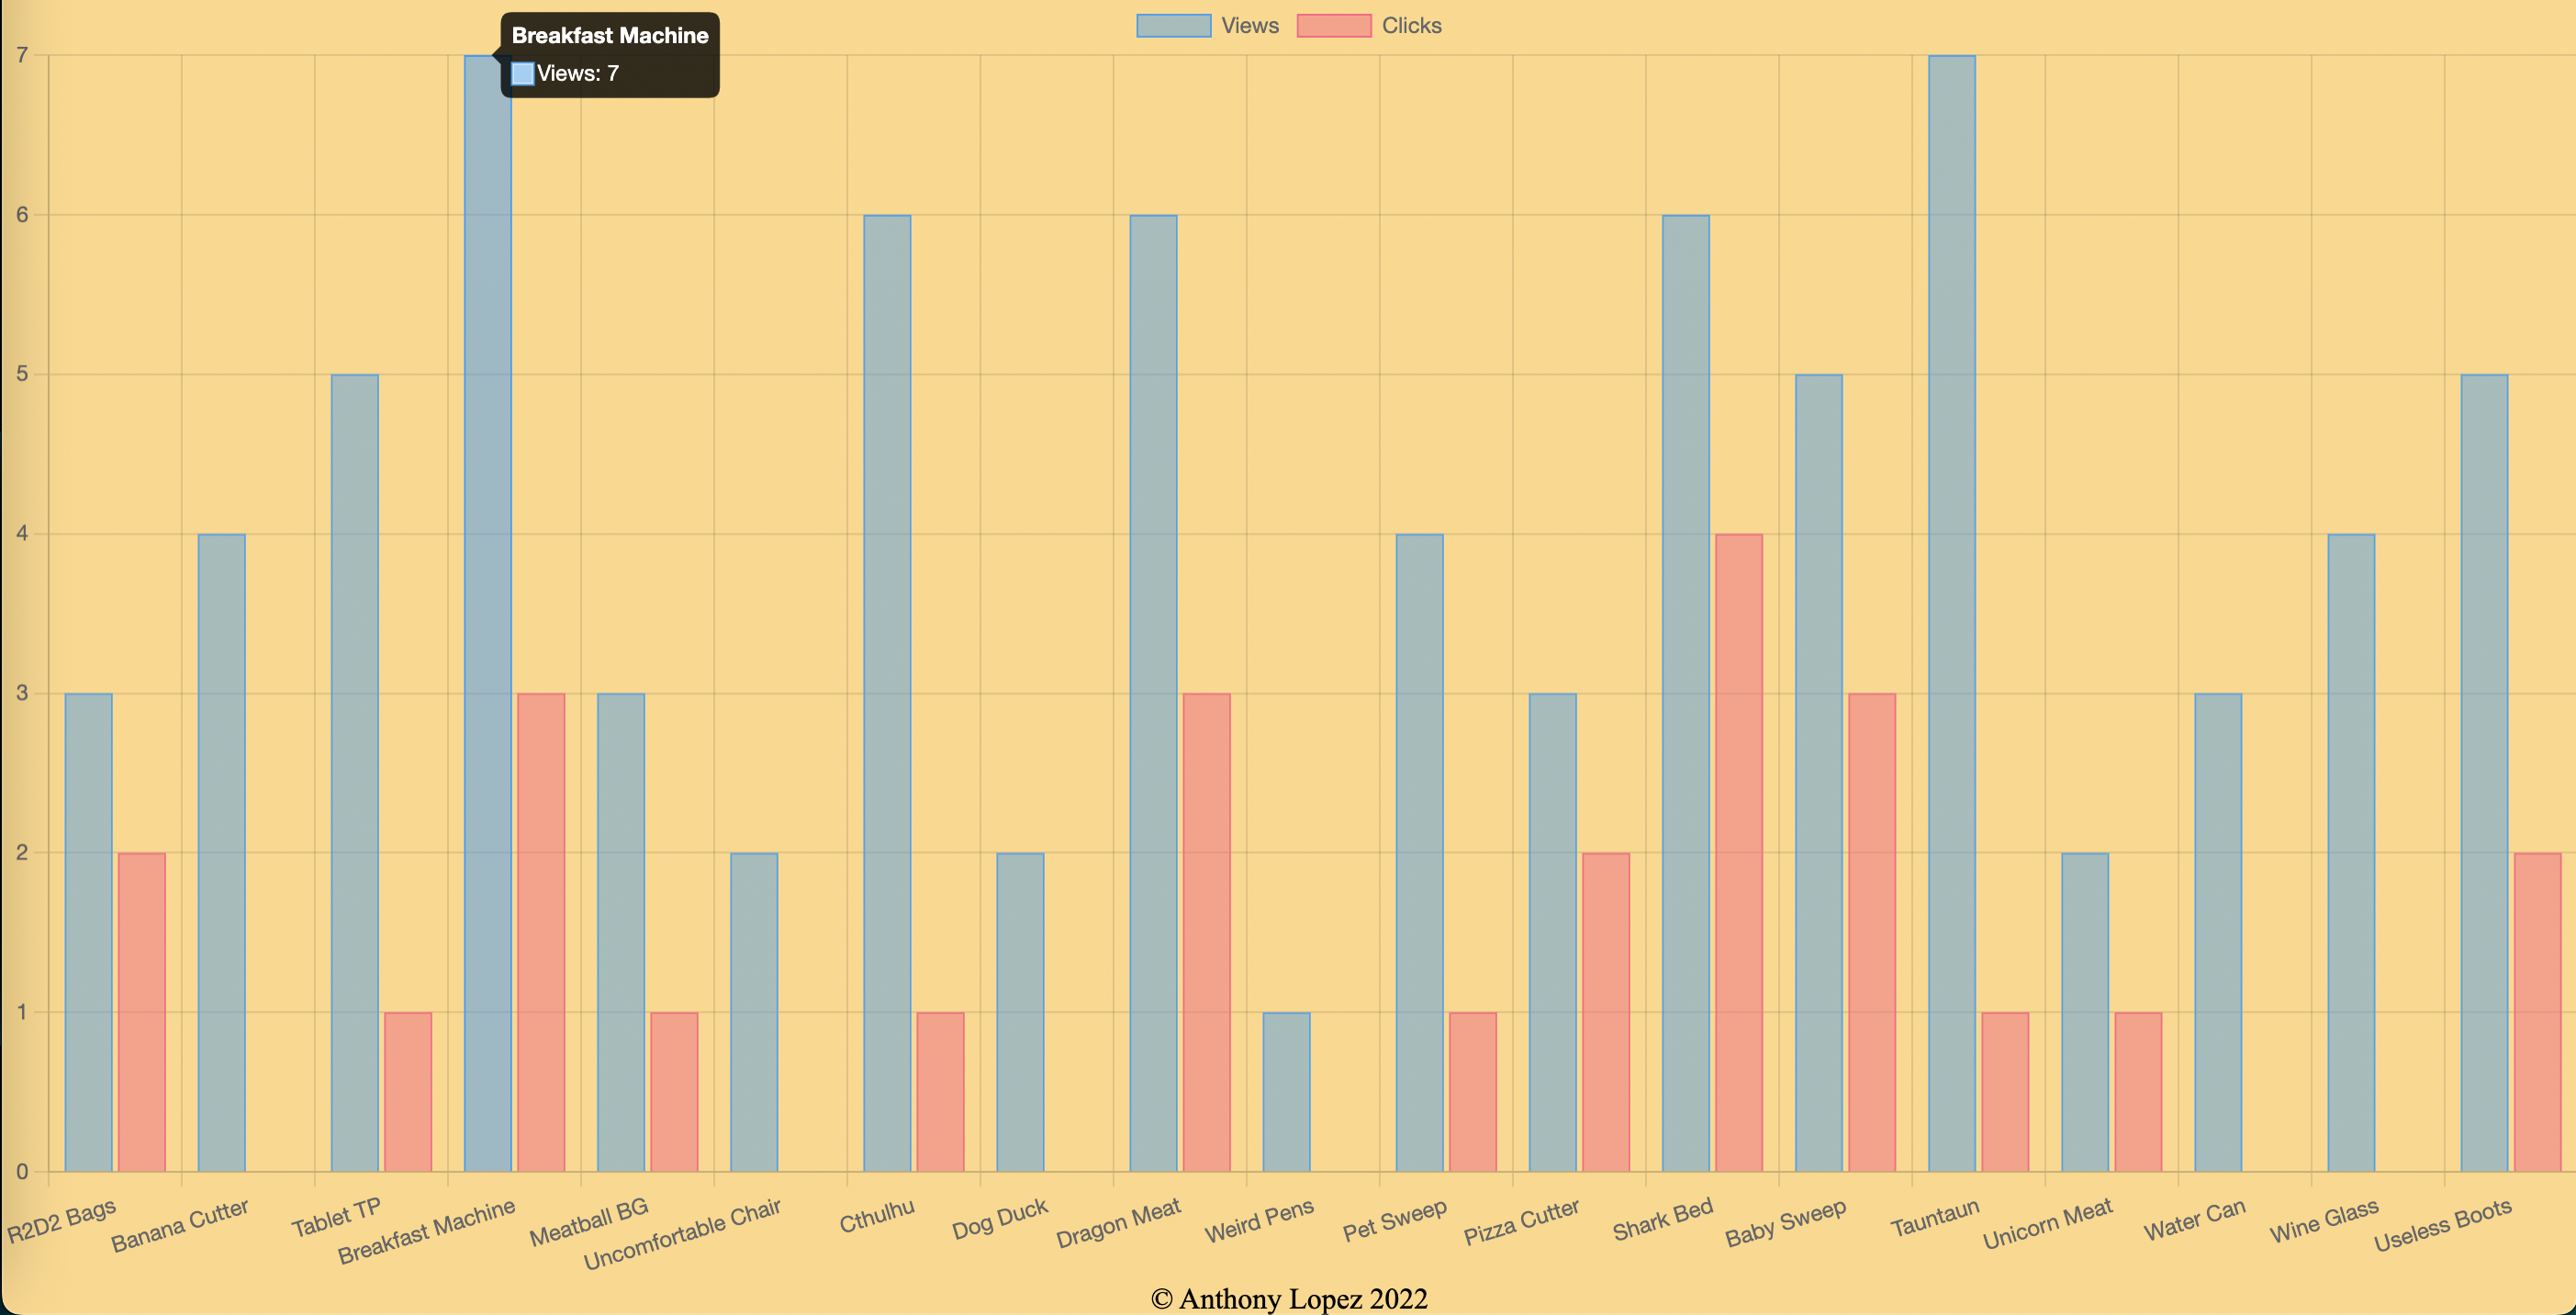 Views Clicks
Breakfast Machine
Views: 7
7
6
5
4
3
2
1
0
R2D2 Bags
Banana Cutter
Tablet TP
Breakfast Machine
Meatball BG
Uncomfortable Chair
Cthulhu
Dog Duck
Dragon Meat
Weird Pens
Pet Sweep
Pizza Cutter
Shark Bed
Baby Sweep
Tauntaun
Unicorn Meat
Water Can
Wine Glass
Useless Boots
© Anthony Lopez 2022